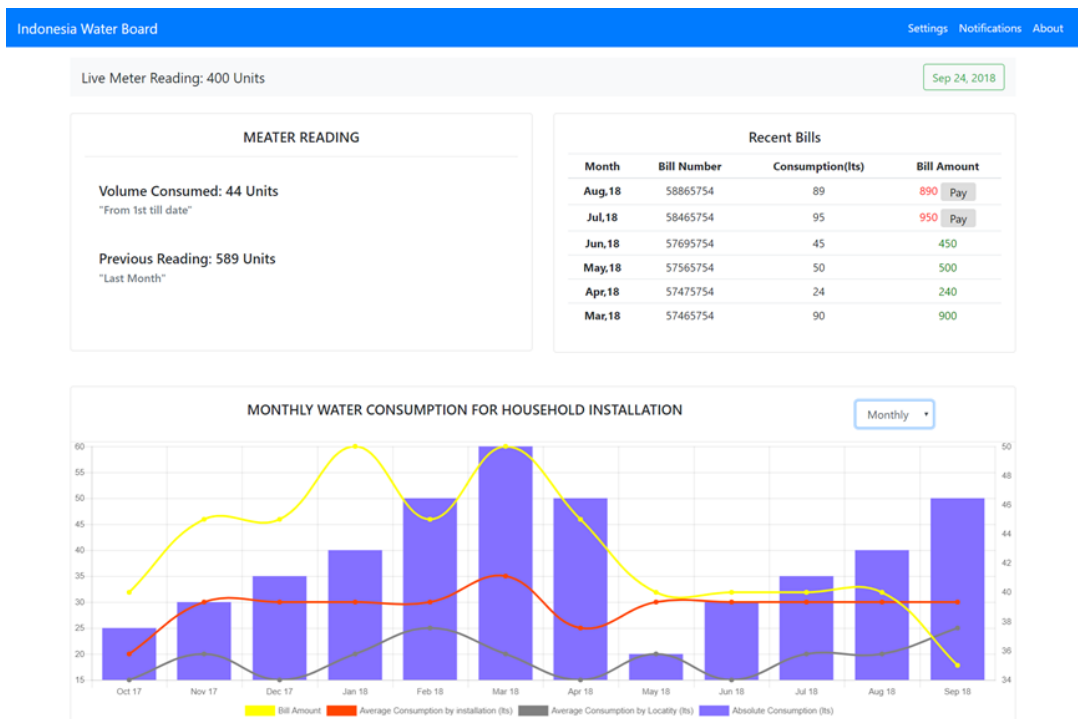 Indonesia Water Board Settings Notifications About
Live Meter Reading: 400 Units Sep 24, 2018
MEATER READING
Volume Consumed: 44 Units
"From 1st till date"
Previous Reading: 589 Units
"Last Month"
Recent Bills
Month Bill Number Consumption(lts) Bill Amount
Aug,18 58865754 89 890 Pay
Jul,18 58465754 95 950 Pay
Jun,18 57695754 45 450
May,18 57565754 50 500
Apr,18 57475754 24 240
Mar,18 57465754 90 900
MONTHLY WATER CONSUMPTION FOR HOUSEHOLD INSTALLATION Monthly
60 50
55 48
50 46
45 44
40 42
35 40
30 38
25 36
20 34
15
Oct 17 Nov 17 Dec 17 Jan 18 Feb 18 Mar 18 Apr 18 May 18 Jun 18 Jul 18 Aug 18 Sep 18
Bill Amount Average Consumption by installation (lts) Average Consumption by Locatity (lts) Absolute Consumption (lts)